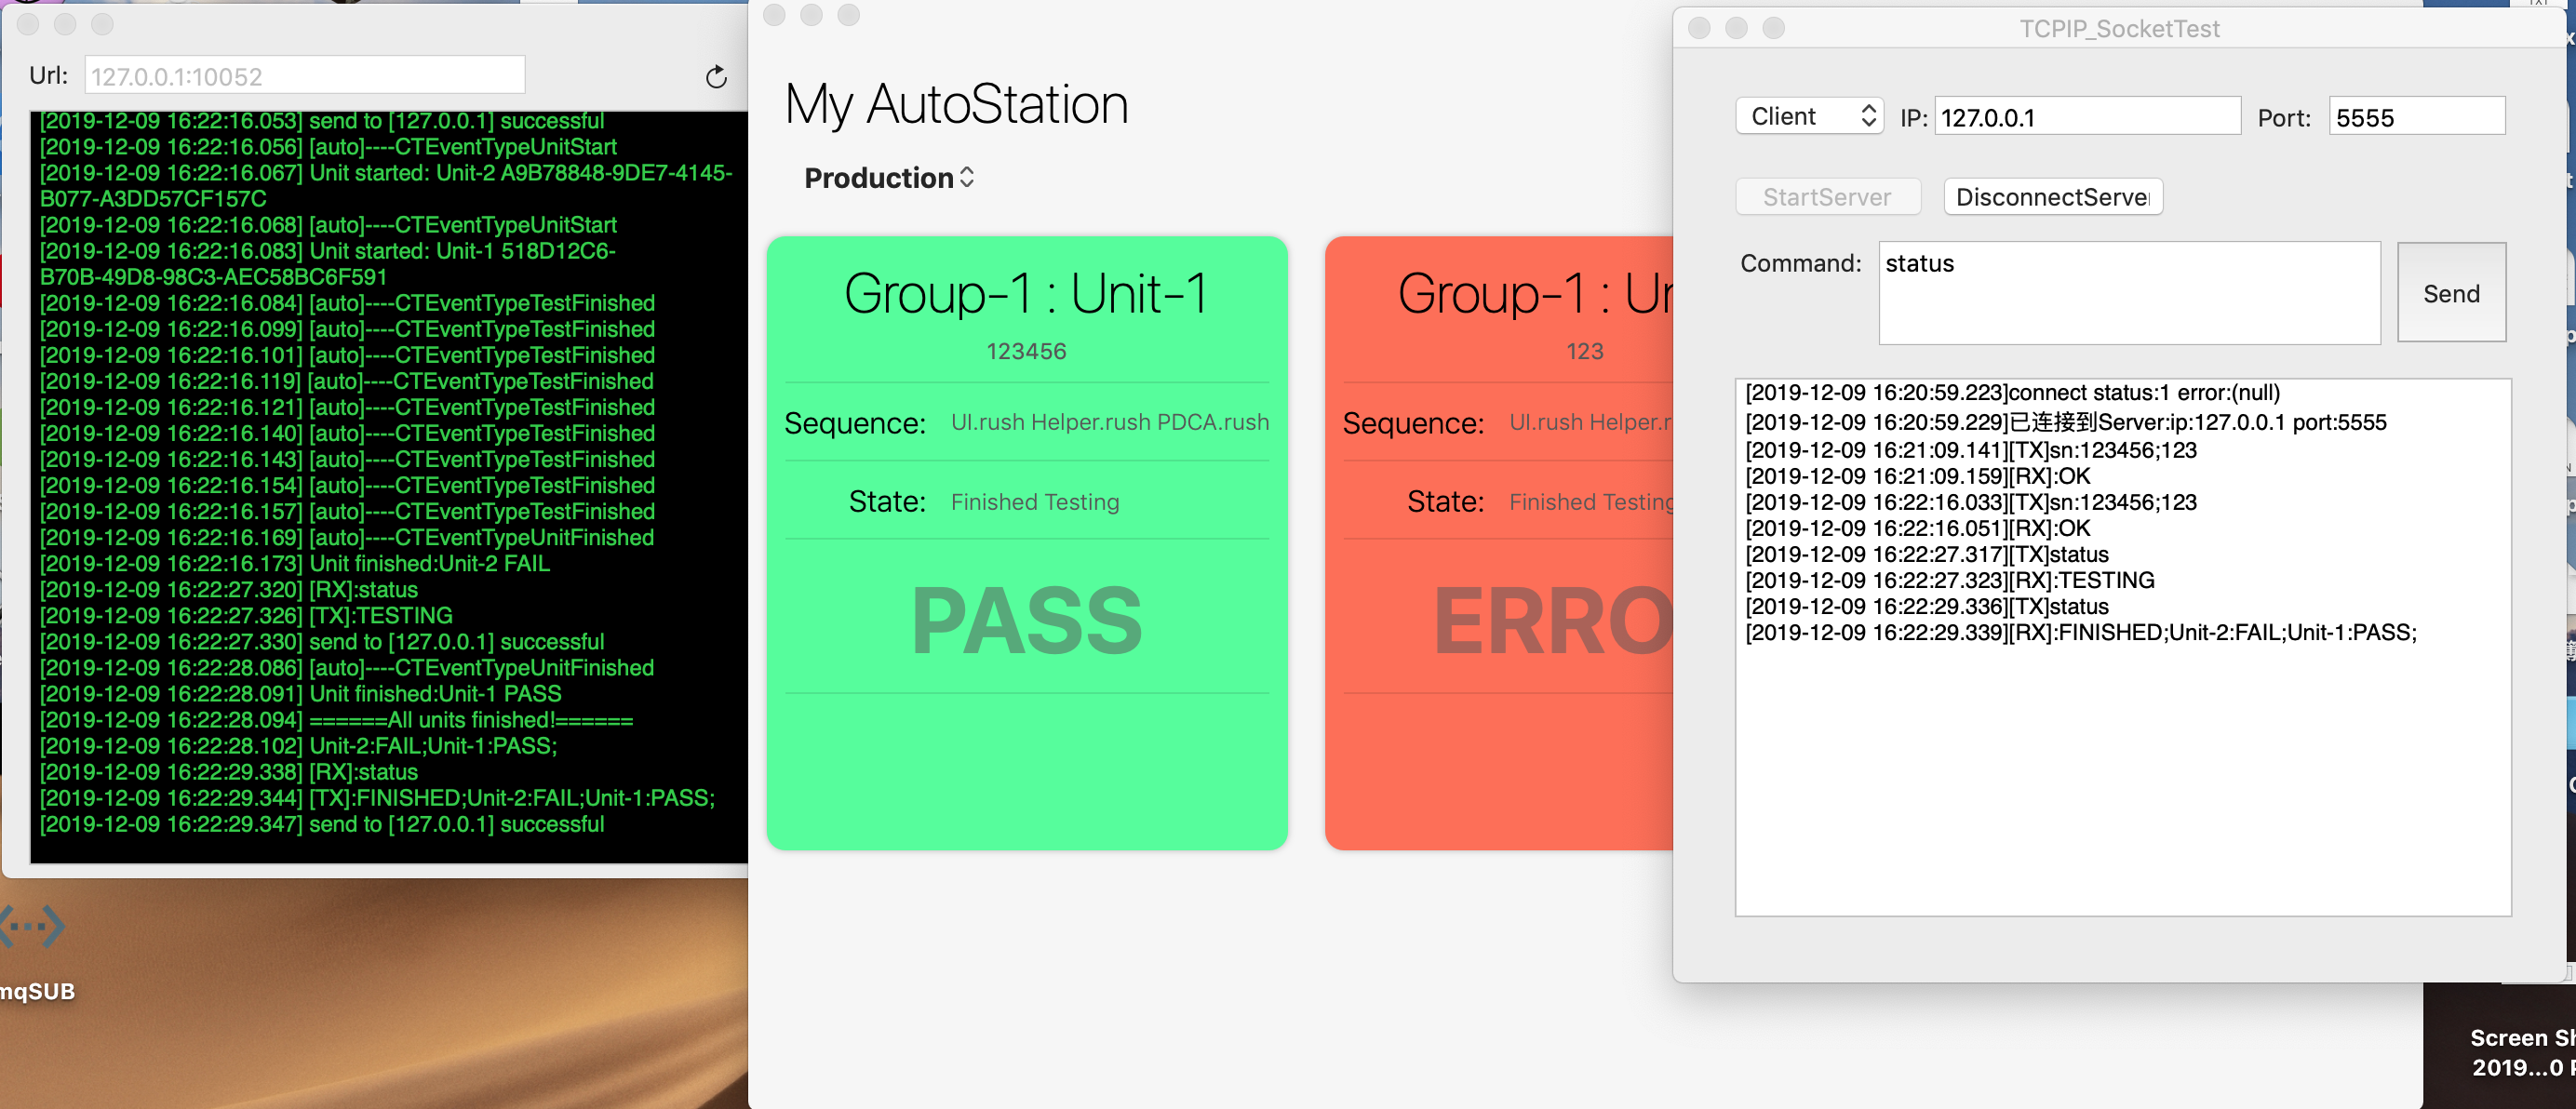 Url: 127.0.0.1:10052
[2019-12-09 16:22:16.053] send to [127.0.0.1] successful
[2019-12-09 16:22:16.056] [auto]----CTEventTypeUnitStart
[2019-12-09 16:22:16.067] Unit started: Unit-2 A9B78848-9DE7-4145-
B077-A3DD57CF157C
[2019-12-09 16:22:16.068] [auto]----CTEventTypeUnitStart
[2019-12-09 16:22:16.083] Unit started: Unit-1 518D12C6-
B70B-49D8-98C3-AEC58BC6F591
[2019-12-09 16:22:16.084] [auto]----CTEventTypeTestFinished
[2019-12-09 16:22:16.099] [auto]----CTEventTypeTestFinished
[2019-12-09 16:22:16.101] [auto]----CTEventTypeTestFinished
[2019-12-09 16:22:16.119] [auto]----CTEventTypeTestFinished
[2019-12-09 16:22:16.121] [auto]----CTEventTypeTestFinished
[2019-12-09 16:22:16.140] [auto]----CTEventTypeTestFinished
[2019-12-09 16:22:16.143] [auto]----CTEventTypeTestFinished
[2019-12-09 16:22:16.154] [auto]----CTEventTypeTestFinished
[2019-12-09 16:22:16.157] [auto]----CTEventTypeTestFinished
[2019-12-09 16:22:16.169] [auto]----CTEventTypeUnitFinished
[2019-12-09 16:22:16.173] Unit finished:Unit-2 FAIL
[2019-12-09 16:22:27.320] [RX]:status
[2019-12-09 16:22:27.326] [TX]:TESTING
[2019-12-09 16:22:27.330] send to [127.0.0.1] successful
[2019-12-09 16:22:28.086] [auto]----CTEventTypeUnitFinished
[2019-12-09 16:22:28.091] Unit finished:Unit-1 PASS
[2019-12-09 16:22:28.094] ======All units finished!======
[2019-12-09 16:22:28.102] Unit-2:FAIL;Unit-1:PASS;
[2019-12-09 16:22:29.338] [RX]:status
[2019-12-09 16:22:29.344] [TX]:FINISHED;Unit-2:FAIL;Unit-1:PASS;
[2019-12-09 16:22:29.347] send to [127.0.0.1] successful
mqSUB
My AutoStation
Production
Group-1 : Unit-1
123456
Sequence: UI.rush Helper.rush PDCA.rush
State: Finished Testing
PASS
Group-1 : Un
123
Sequence: UI.rush Helper.r
State: Finished Testing
ERRO
TCPIP_SocketTest
Client IP: 127.0.0.1 Port: 5555
StartServer DisconnectServe
Command: status
Send
[2019-12-09 16:20:59.223]connect status:1 error:(null)
[2019-12-09 16:20:59.229]已连接到Server:ip:127.0.0.1 port:5555
[2019-12-09 16:21:09.141][TX]sn:123456;123
[2019-12-09 16:21:09.159][RX]:OK
[2019-12-09 16:22:16.033][TX]sn:123456;123
[2019-12-09 16:22:16.051][RX]:OK
[2019-12-09 16:22:27.317][TX]status
[2019-12-09 16:22:27.323][RX]:TESTING
[2019-12-09 16:22:29.336][TX]status
[2019-12-09 16:22:29.339][RX]:FINISHED;Unit-2:FAIL;Unit-1:PASS;
Screen Sh
2019...0 P